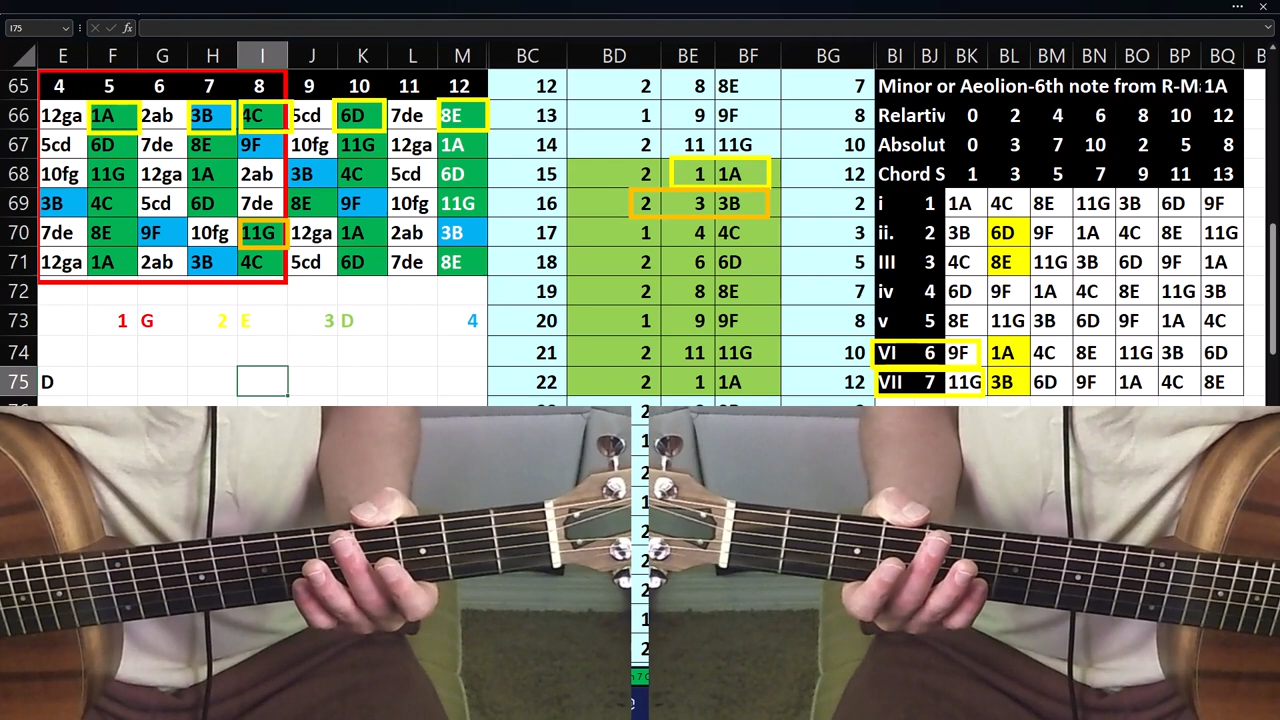 I75 fx
E F G H I J K L M BC BD BE BF BG BI BJ BK BL BM BN BO BP BQ
65 4 5 6 7 8 9 10 11 12 12 2 8 8E 7 Minor or Aeolion-6th note from R-M 1A
66 12ga 1A 2ab 3B 4C 5cd 6D 7de 8E 13 1 9 9F 8 Relartiv 0 2 4 6 8 10 12
67 5cd 6D 7de 8E 9F 10fg 11G 12ga 1A 14 2 11 11G 10 Absolut 0 3 7 10 2 5 8
68 10fg 11G 12ga 1A 2ab 3B 4C 5cd 6D 15 2 1 1A 12 Chord S 1 3 5 7 9 11 13
69 3B 4C 5cd 6D 7de 8E 9F 10fg 11G 16 2 3 3B 2 i 1 1A 4C 8E 11G 3B 6D 9F
70 7de 8E 9F 10fg 11G 12ga 1A 2ab 3B 17 1 4 4C 3 ii. 2 3B 6D 9F 1A 4C 8E 11G
71 12ga 1A 2ab 3B 4C 5cd 6D 7de 8E 18 2 6 6D 5 III 3 4C 8E 11G 3B 6D 9F 1A
72 19 2 8 8E 7 iv 4 6D 9F 1A 4C 8E 11G 3B
73 1 G 2 E 3 D 4 20 1 9 9F 8 v 5 8E 11G 3B 6D 9F 1A 4C
74 21 2 11 11G 10 VI 6 9F 1A 4C 8E 11G 3B 6D
75 D 22 2 1 1A 12 VII 7 11G 3B 6D 9F 1A 4C 8E